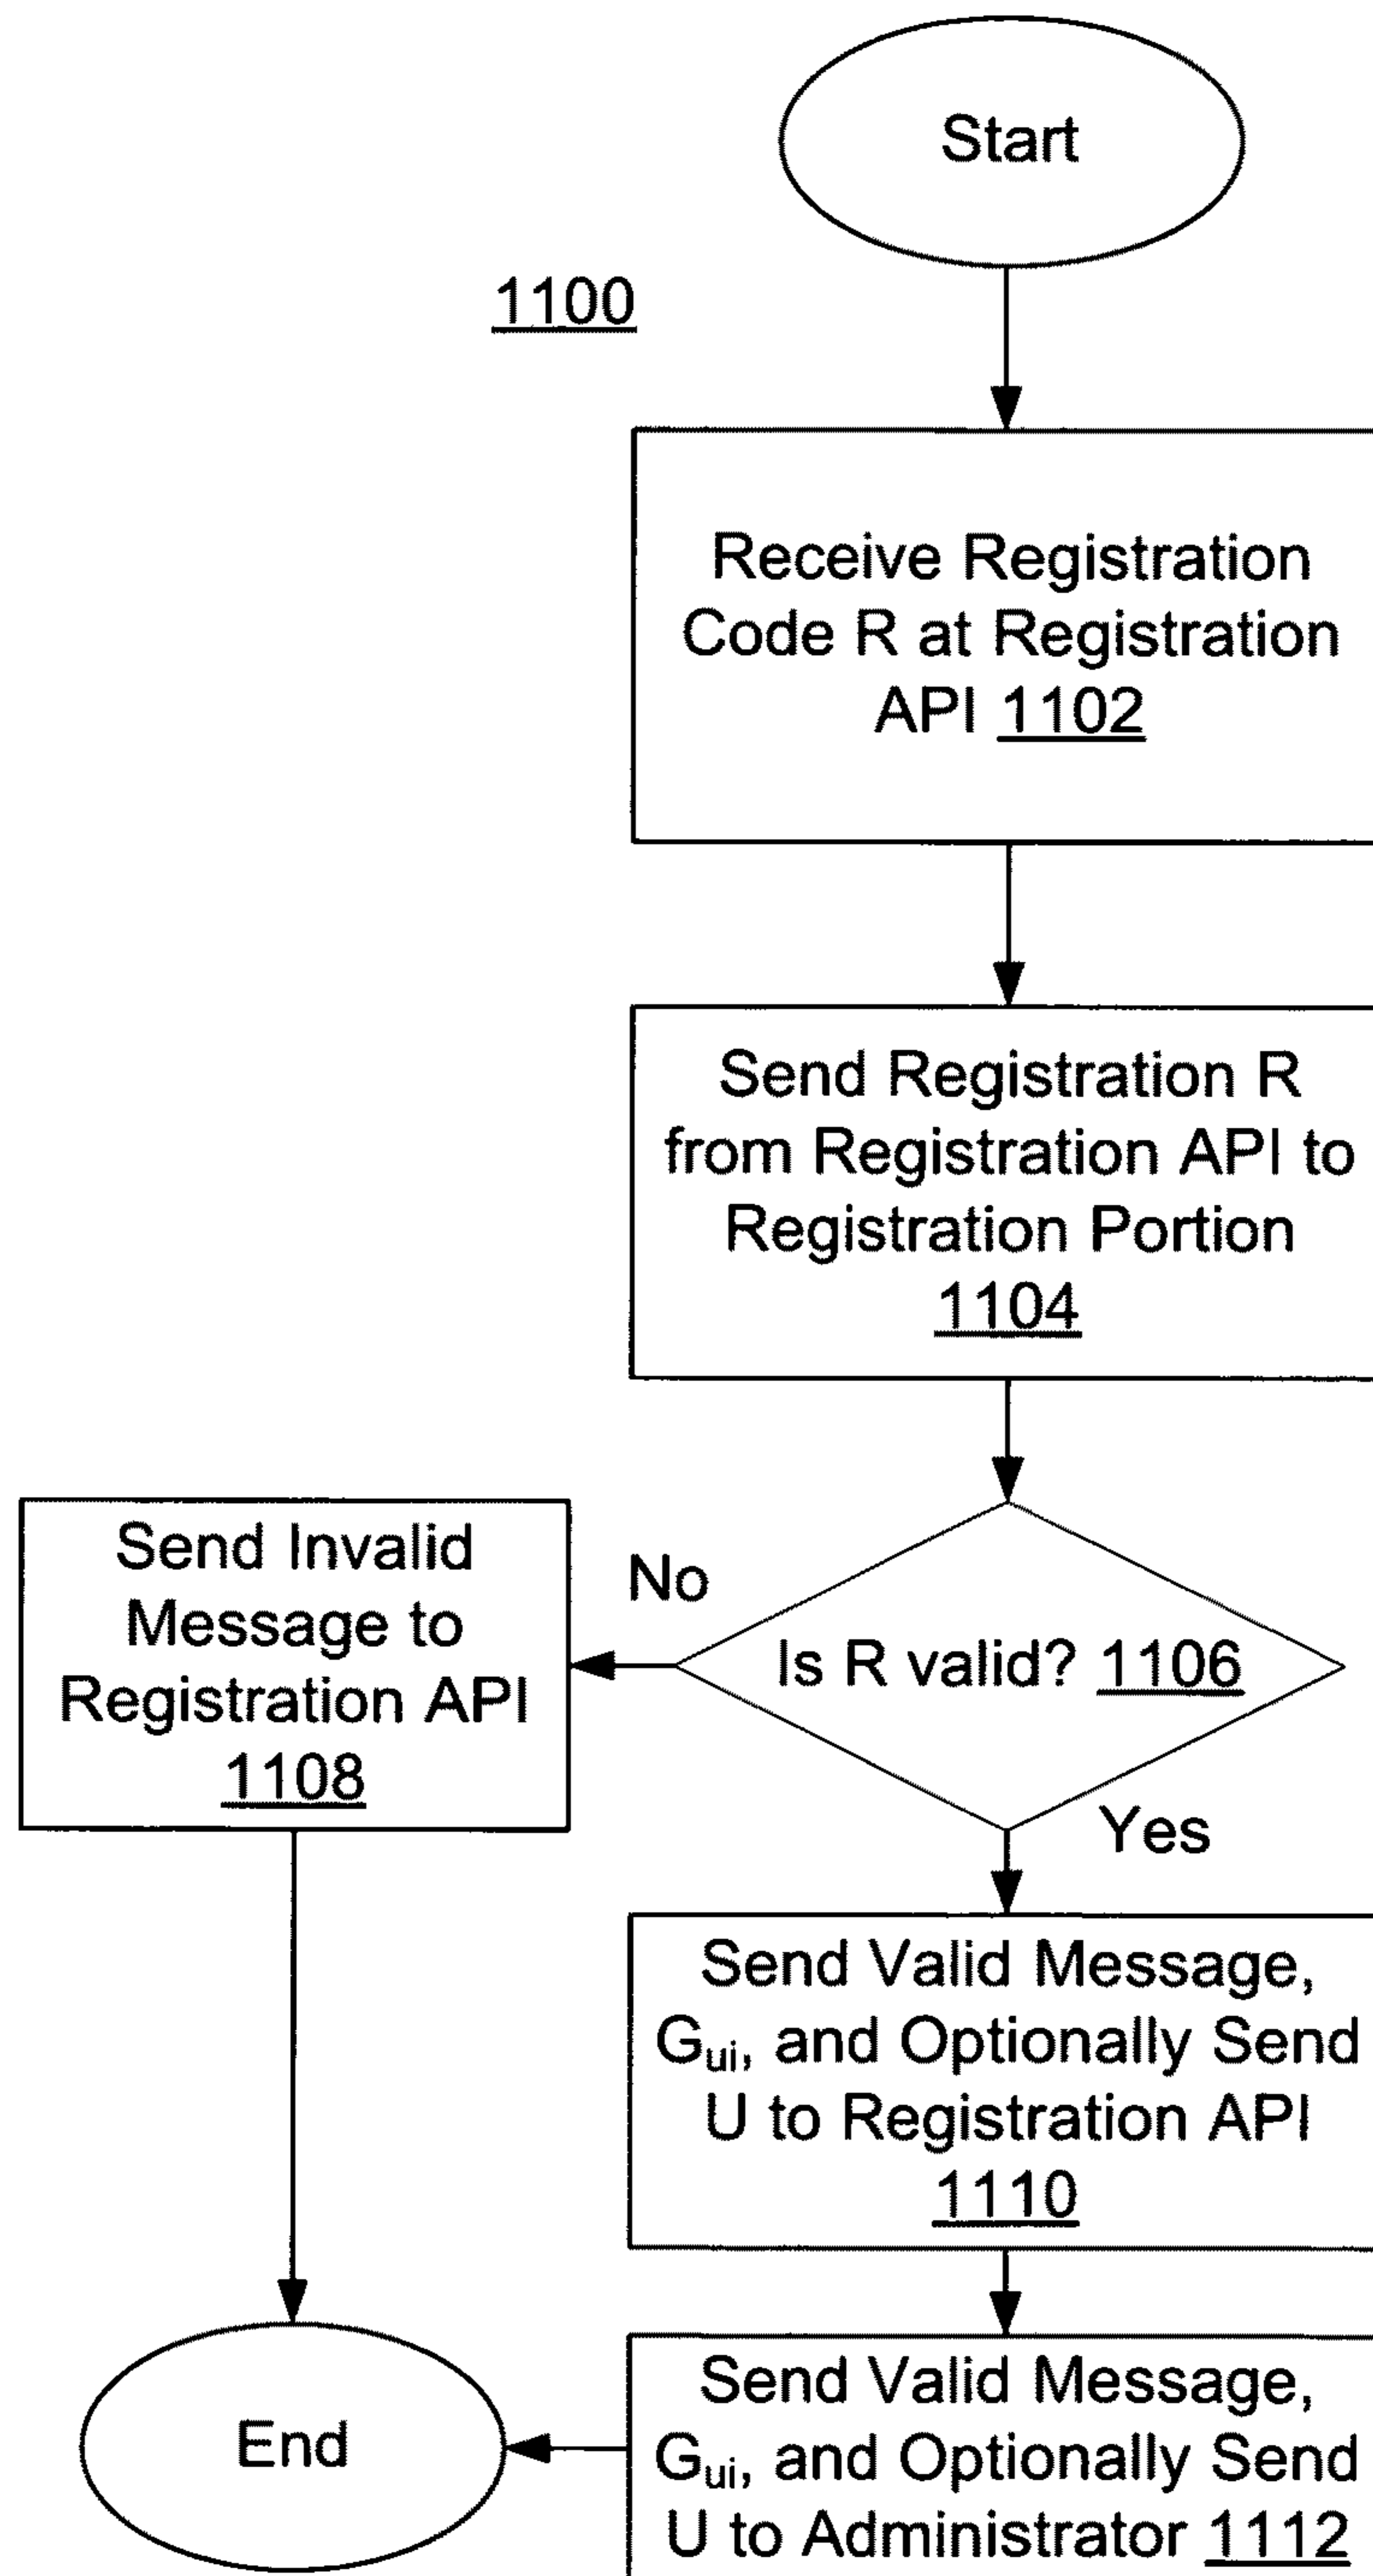 Start
1100
Receive Registration
Code R at Registration
API 1102
Send Registration R
from Registration API to
Registration Portion
1104
Is R valid? 1106
No
Send Invalid
Message to
Registration API
1108
Yes
Send Valid Message,
Gui, and Optionally Send
U to Registration API
1110
Send Valid Message,
Gui, and Optionally Send
U to Administrator 1112
End